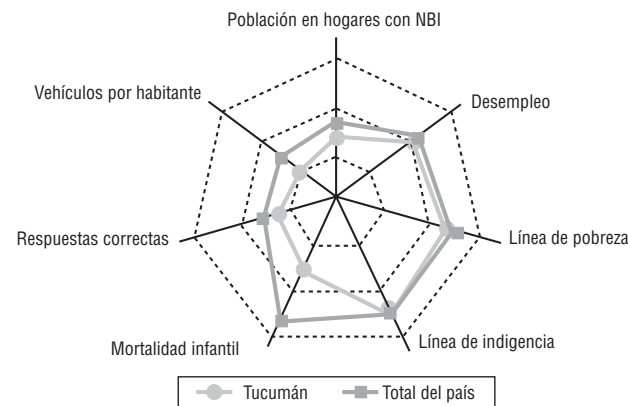 Población en hogares con NBI
Vehículos por habitante
Desempleo
Respuestas correctas
Línea de pobreza
Mortalidad infantil
Línea de indigencia
Tucumán
Total del país